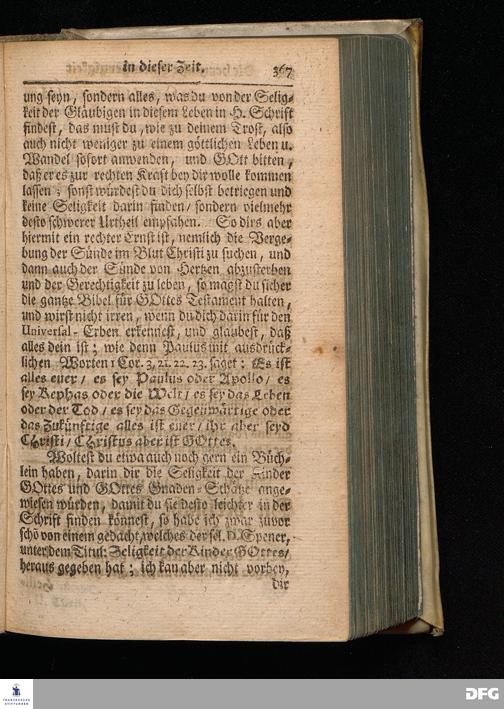 in dieser Zeit. 367
ung seyn, sondern alles, was du von der Selig-
keit der Gläubigen in diesem Leben in H. Schrift
findest, das must du, wie zu deinem Trost, also
auch nicht weniger zu einem göttlichen Leben u.
Wandel sofort anwenden, und GOtt bitten,
daß er es zur rechten Kraft bey dir wolle kommen
lassen; sonst würdest du dich selbst betriegen und
keine Seligkeit darin finden/ sondern vielmehr
desto schwerer Urtheil empfahen. So dirs aber
hiermit ein rechter Ernst ist, nemlich die Verge-
bung der Sünde im Blut Christi zu suchen, und
dann auch der Sünde von Hertzen abzusterben
und der Gerechtigkeit zu leben, so magst du sicher
die gantze Bibel für GOttes Testament halten,
und wirst nicht irren, wenn du dich darin für den
Universal-Erben erkennest, und glaubest, daß
alles dein ist; wie denn Paulus mit ausdrück-
lichen Worten 1 Cor. 3, 21. 22. 23. saget: Es ist
alles euer/ es sey Paulus oder Apollo/ es
sey Kephas oder die Welt/ es sey das Leben
oder der Tod/ es sey das Gegenwärtige oder
das Zukünftige alles ist euer/ ihr aber seyd
CHristi/ CHristus aber ist GOttes.
Woltest du etwa auch noch gern ein Büch-
lein haben, darin dir die Seligkeit der Kinder
GOttes und GOttes Gnaden-Schätze ange-
wiesen würden, damit du sie desto leichter in der
Schrift finden könnest, so habe ich zwar zuvor
schö von einem gedacht, welches der sel. D. Spener,
unter dem Titul: Seligkeit der Kinder GOttes/
heraus gegeben hat; ich kan aber nicht vorbey,
dir
FRANCKESCHE
STIFTUNGEN
DFG